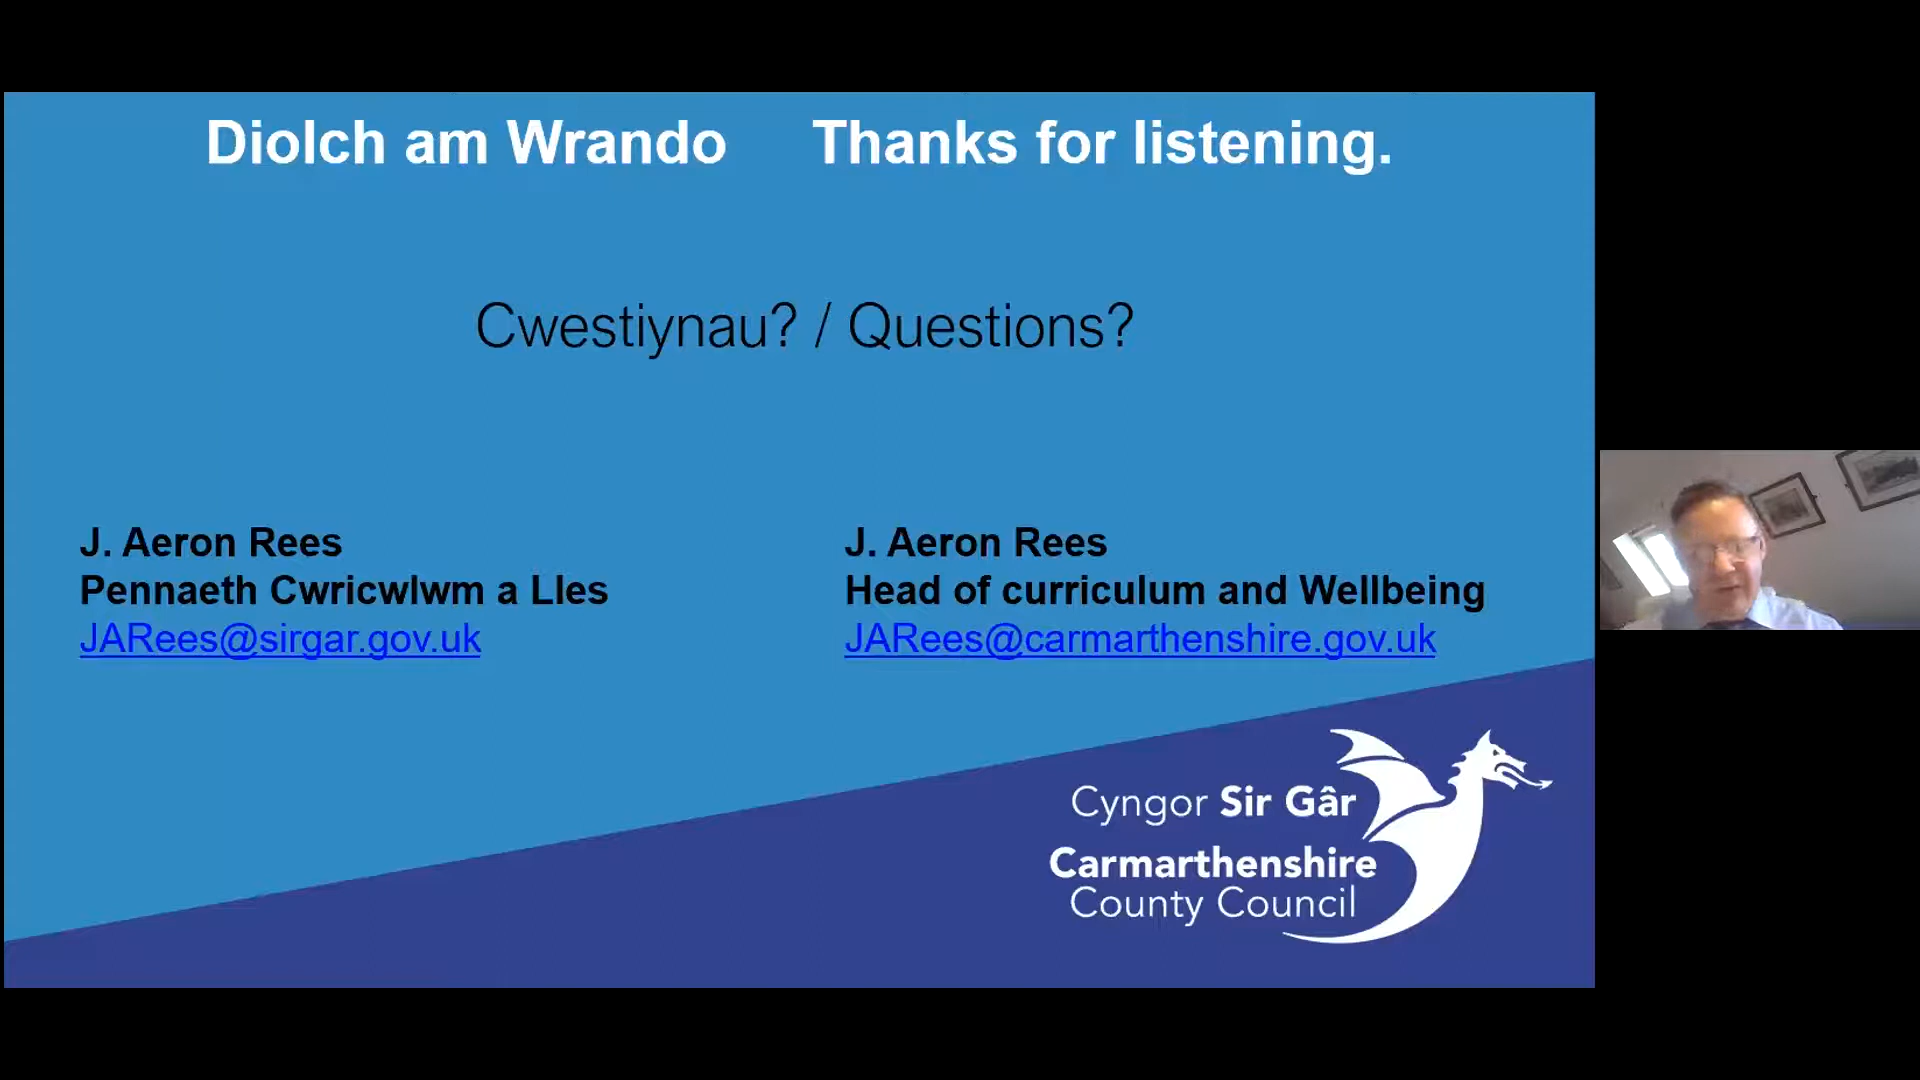 Diolch am Wrando Thanks for listening.
Cwestiynau? / Questions?
J. Aeron Rees
Pennaeth Cwricwlwm a Lles
JARees@sirgar.gov.uk
J. Aeron Rees
Head of curriculum and Wellbeing
JARees@carmarthenshire.gov.uk
Cyngor Sir Gâr
Carmarthenshire
County Council